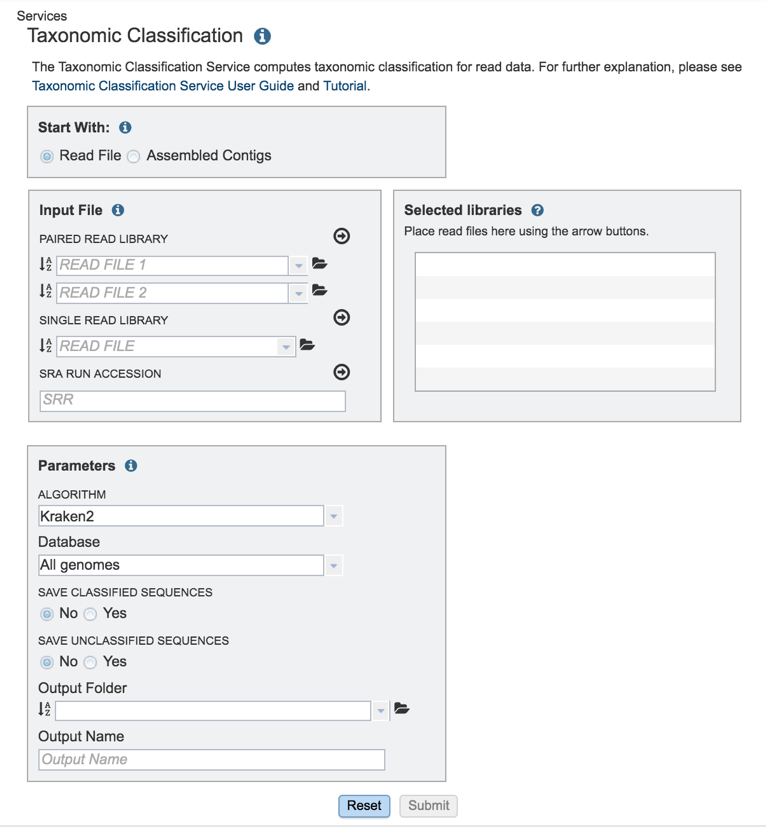 Services
Taxonomic Classification
The Taxonomic Classification Service computes taxonomic classification for read data. For further explanation, please see
Taxonomic Classification Service User Guide and Tutorial.
Start With:
Read File Assembled Contigs
Input File
PAIRED READ LIBRARY
READ FILE 1
READ FILE 2
SINGLE READ LIBRARY
READ FILE
SRA RUN ACCESSION
SRR
Selected libraries
Place read files here using the arrow buttons.
Parameters
ALGORITHM
Kraken2
Database
All genomes
SAVE CLASSIFIED SEQUENCES
No Yes
SAVE UNCLASSIFIED SEQUENCES
No Yes
Output Folder
Output Name
Output Name
Reset Submit